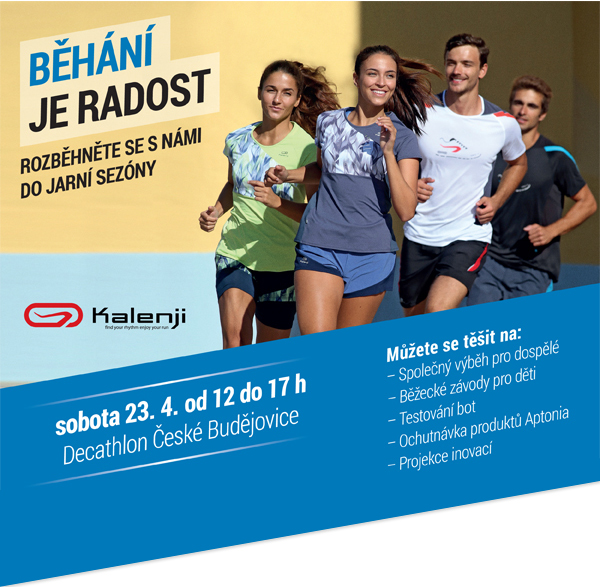 BĚHÁNÍ
JE RADOST
ROZBĚHNĚTE SE S NÁMI
DO JARNÍ SEZÓNY
Kalenji
find your rhythm enjoy your run
sobota 23. 4. od 12 do 17 h
Decathlon České Budějovice
Můžete se těšit na:
– Společný výběh pro dospělé
– Běžecké závody pro děti
– Testování bot
– Ochutnávka produktů Aptonia
– Projekce inovací